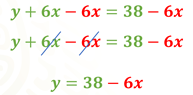 y + 6x − 6x = 38 − 6x
y + 6x − 6x = 38 − 6x
y = 38 − 6x